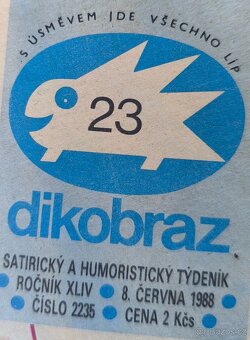 S ÚSMĚVEM JDE VŠECHNO LÍP
23
dikobraz
SATIRICKÝ A HUMORISTICKÝ TÝDENÍK
• ROČNÍK XLIV • 8. ČERVNA 1988 •
• ČÍSLO 2235 • CENA 2 Kčs •